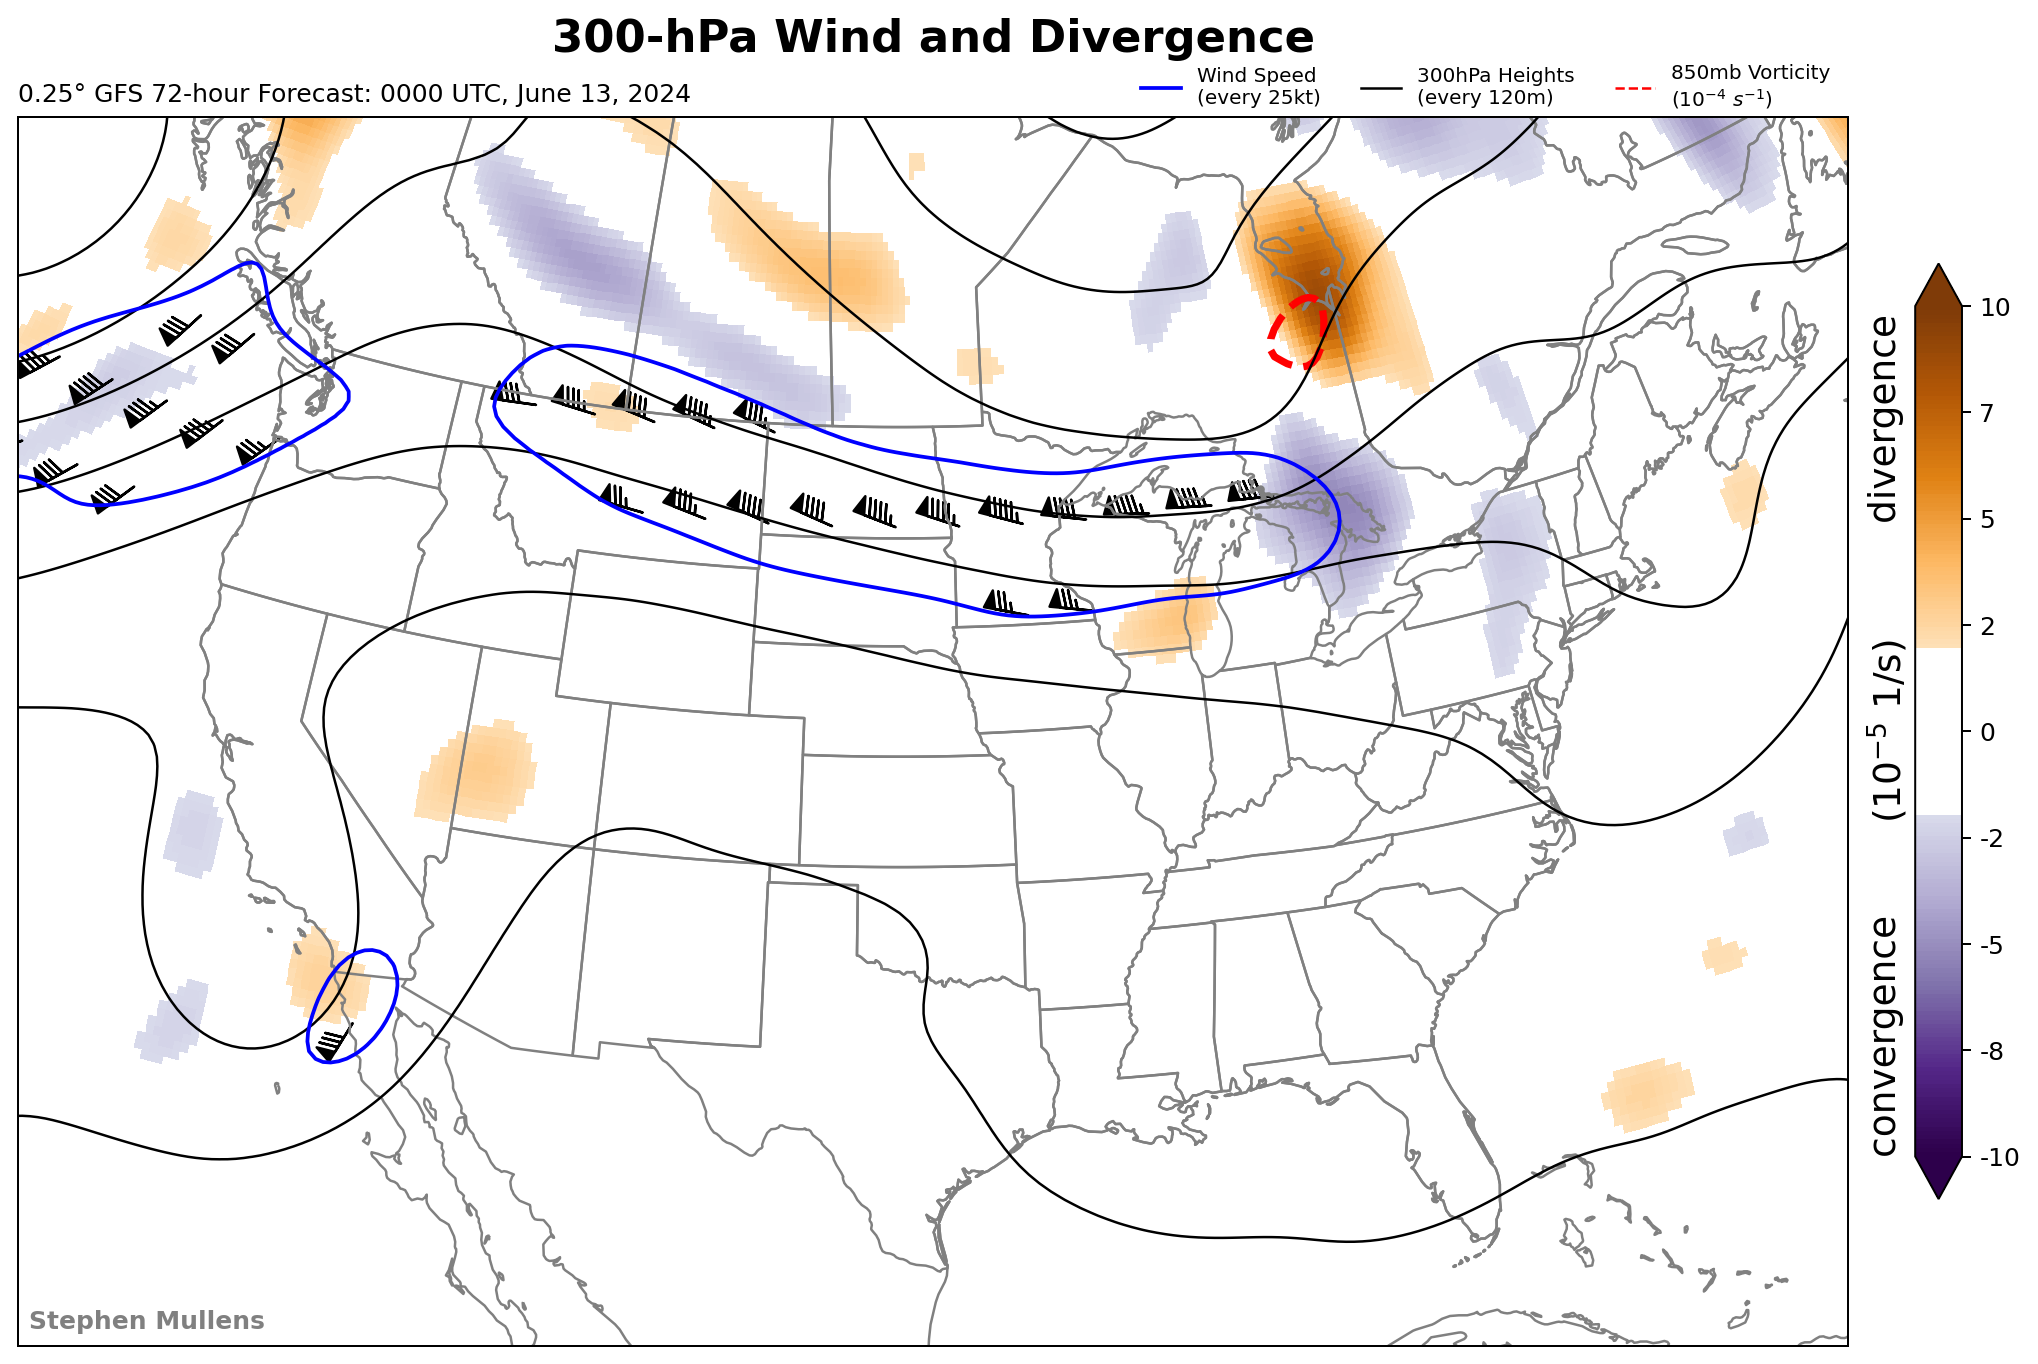 300-hPa Wind and Divergence
0.25° GFS 72-hour Forecast: 0000 UTC, June 13, 2024
Wind Speed
(every 25kt)
300hPa Heights
(every 120m)
850mb Vorticity
(10⁻⁴ s⁻¹)
10
7
5
2
0
-2
-5
-8
-10
convergence (10⁻⁵ 1/s) divergence
Stephen Mullens